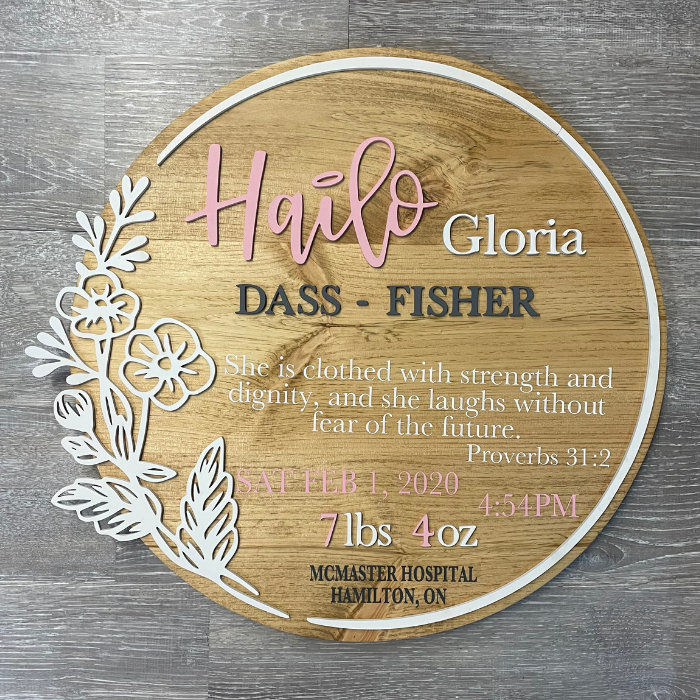 Hailo Gloria
DASS - FISHER
She is clothed with strength and
dignity, and she laughs without
fear of the future.
Proverbs 31:2
SAT FEB 1, 2020
4:54PM
7lbs 4oz
MCMASTER HOSPITAL
HAMILTON, ON